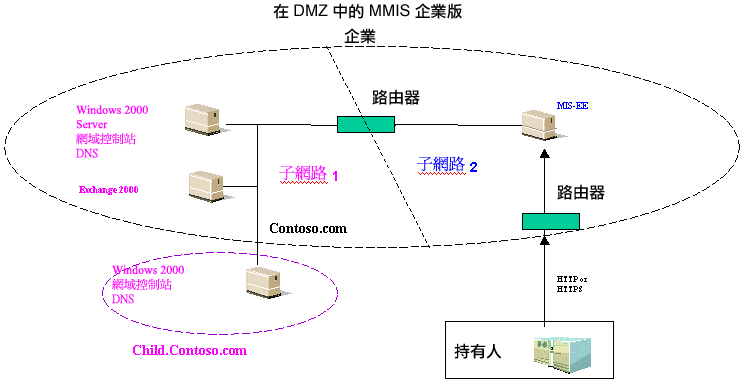 在 DMZ 中的 MMIS 企業版
企業
Windows 2000
Server
網域控制站
DNS
路由器
MIS-EE
子網路 1
子網路 2
Exchange 2000
路由器
Contoso.com
Windows 2000
網域控制站
DNS
HTTP or
HTTPS
Child.Contoso.com
持有人